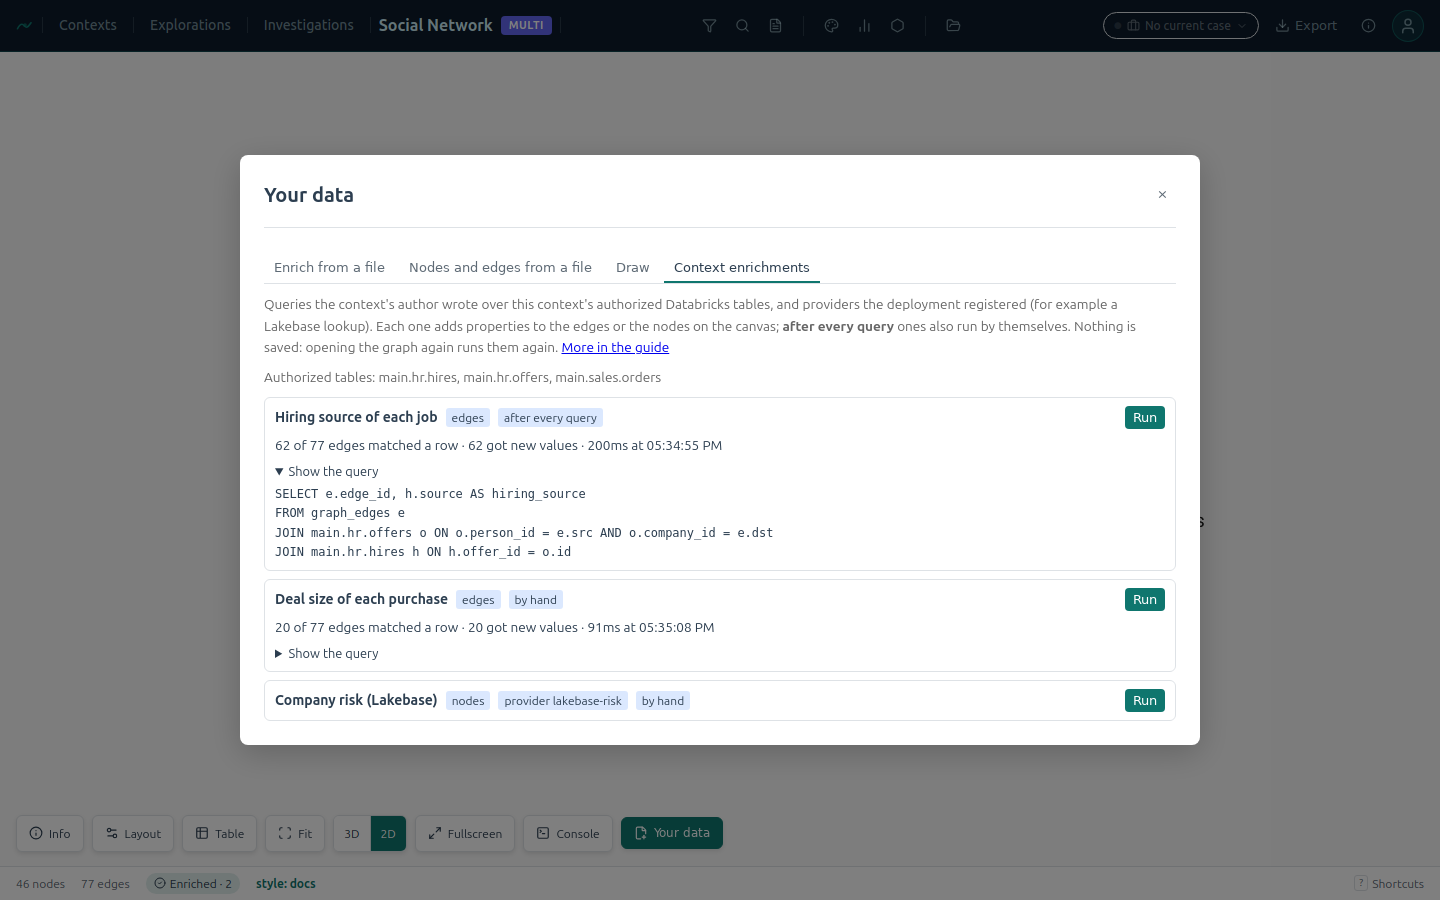 Contexts
Explorations
Investigations
Social Network MULTI
No current case
Export
Your data
×
Enrich from a file
Nodes and edges from a file
Draw
Context enrichments
Queries the context's author wrote over this context's authorized Databricks tables, and providers the deployment registered (for example a
Lakebase lookup). Each one adds properties to the edges or the nodes on the canvas; after every query ones also run by themselves. Nothing is
saved: opening the graph again runs them again. More in the guide
Authorized tables: main.hr.hires, main.hr.offers, main.sales.orders
Hiring source of each job edges after every query Run
62 of 77 edges matched a row · 62 got new values · 200ms at 05:34:55 PM
▼ Show the query
SELECT e.edge_id, h.source AS hiring_source
FROM graph_edges e
JOIN main.hr.offers o ON o.person_id = e.src AND o.company_id = e.dst
JOIN main.hr.hires h ON h.offer_id = o.id
Deal size of each purchase edges by hand Run
20 of 77 edges matched a row · 20 got new values · 91ms at 05:35:08 PM
▶ Show the query
Company risk (Lakebase) nodes provider lakebase-risk by hand Run
Info
Layout
Table
Fit
3D
2D
Fullscreen
Console
Your data
46 nodes
77 edges
Enriched · 2
style: docs
? Shortcuts